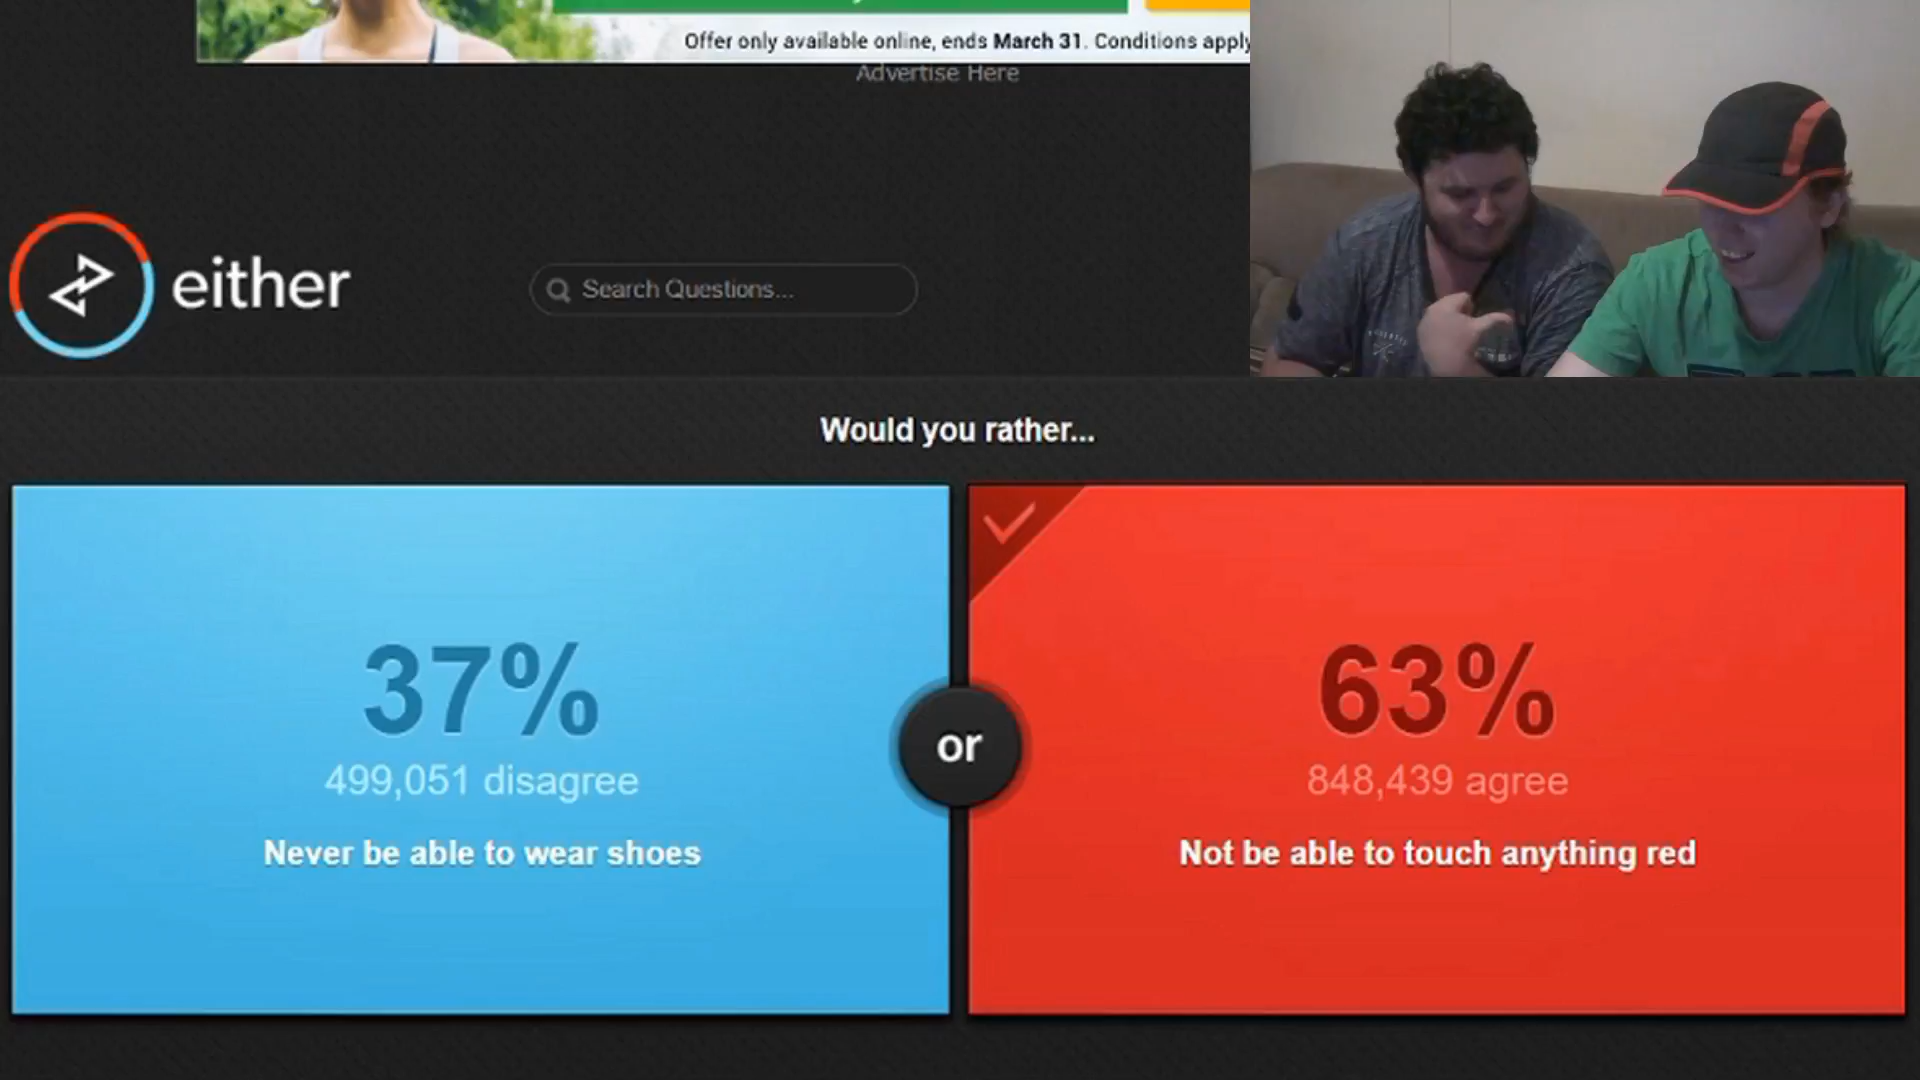 Offer only available online, ends March 31. Conditions apply
Advertise Here
either
Search Questions...
Would you rather...
37%
499,051 disagree
Never be able to wear shoes
or
63%
848,439 agree
Not be able to touch anything red